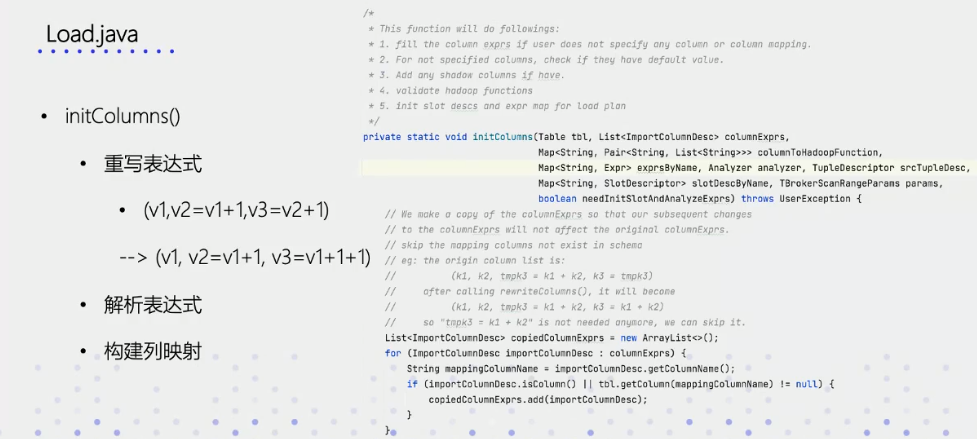 Load.java
• initColumns()
• 重写表达式
• (v1,v2=v1+1,v3=v2+1)
--> (v1, v2=v1+1, v3=v1+1+1)
• 解析表达式
• 构建列映射
/*
 * This function will do followings:
 * 1. fill the column exprs if user does not specify any column or column mapping.
 * 2. For not specified columns, check if they have default value.
 * 3. Add any shadow columns if have.
 * 4. validate hadoop functions
 * 5. init slot descs and expr map for load plan
 */
private static void initColumns(Table tbl, List<ImportColumnDesc> columnExprs,
                                Map<String, Pair<String, List<String>>> columnToHadoopFunction,
                                Map<String, Expr> exprsByName, Analyzer analyzer, TupleDescriptor srcTupleDesc,
                                Map<String, SlotDescriptor> slotDescByName, TBrokerScanRangeParams params,
                                boolean needInitSlotAndAnalyzeExprs) throws UserException {
    // We make a copy of the columnExprs so that our subsequent changes
    // to the columnExprs will not affect the original columnExprs.
    // skip the mapping columns not exist in schema
    // eg: the origin column list is:
    //          (k1, k2, tmpk3 = k1 + k2, k3 = tmpk3)
    //     after calling rewriteColumns(), it will become
    //          (k1, k2, tmpk3 = k1 + k2, k3 = k1 + k2)
    //     so "tmpk3 = k1 + k2" is not needed anymore, we can skip it.
    List<ImportColumnDesc> copiedColumnExprs = new ArrayList<>();
    for (ImportColumnDesc importColumnDesc : columnExprs) {
        String mappingColumnName = importColumnDesc.getColumnName();
        if (importColumnDesc.isColumn() || tbl.getColumn(mappingColumnName) != null) {
            copiedColumnExprs.add(importColumnDesc);
        }
    }